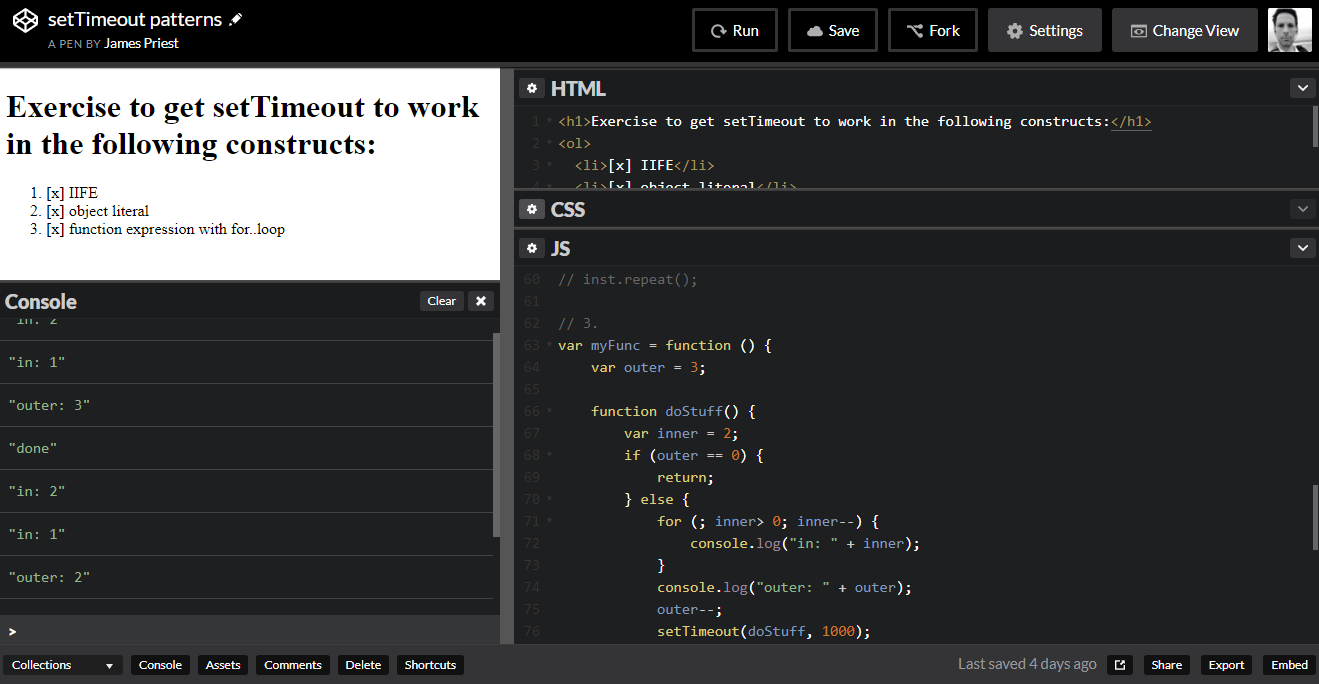 setTimeout patterns
A PEN BY James Priest
Run
Save
Fork
Settings
Change View
Exercise to get setTimeout to work
in the following constructs:
1. [x] IIFE
2. [x] object literal
3. [x] function expression with for..loop
Console
Clear
"in: 2"
"in: 1"
"outer: 3"
"done"
"in: 2"
"in: 1"
"outer: 2"
>
HTML
1 <h1>Exercise to get setTimeout to work in the following constructs:</h1>
2 <ol>
3 <li>[x] IIFE</li>
4 <li>[x] object literal</li>
CSS
JS
60 // inst.repeat();
61
62 // 3.
63 var myFunc = function () {
64 var outer = 3;
65
66 function doStuff() {
67 var inner = 2;
68 if (outer == 0) {
69 return;
70 } else {
71 for (; inner> 0; inner--) {
72 console.log("in: " + inner);
73 }
74 console.log("outer: " + outer);
75 outer--;
76 setTimeout(doStuff, 1000);
Collections
Console
Assets
Comments
Delete
Shortcuts
Last saved 4 days ago
Share
Export
Embed